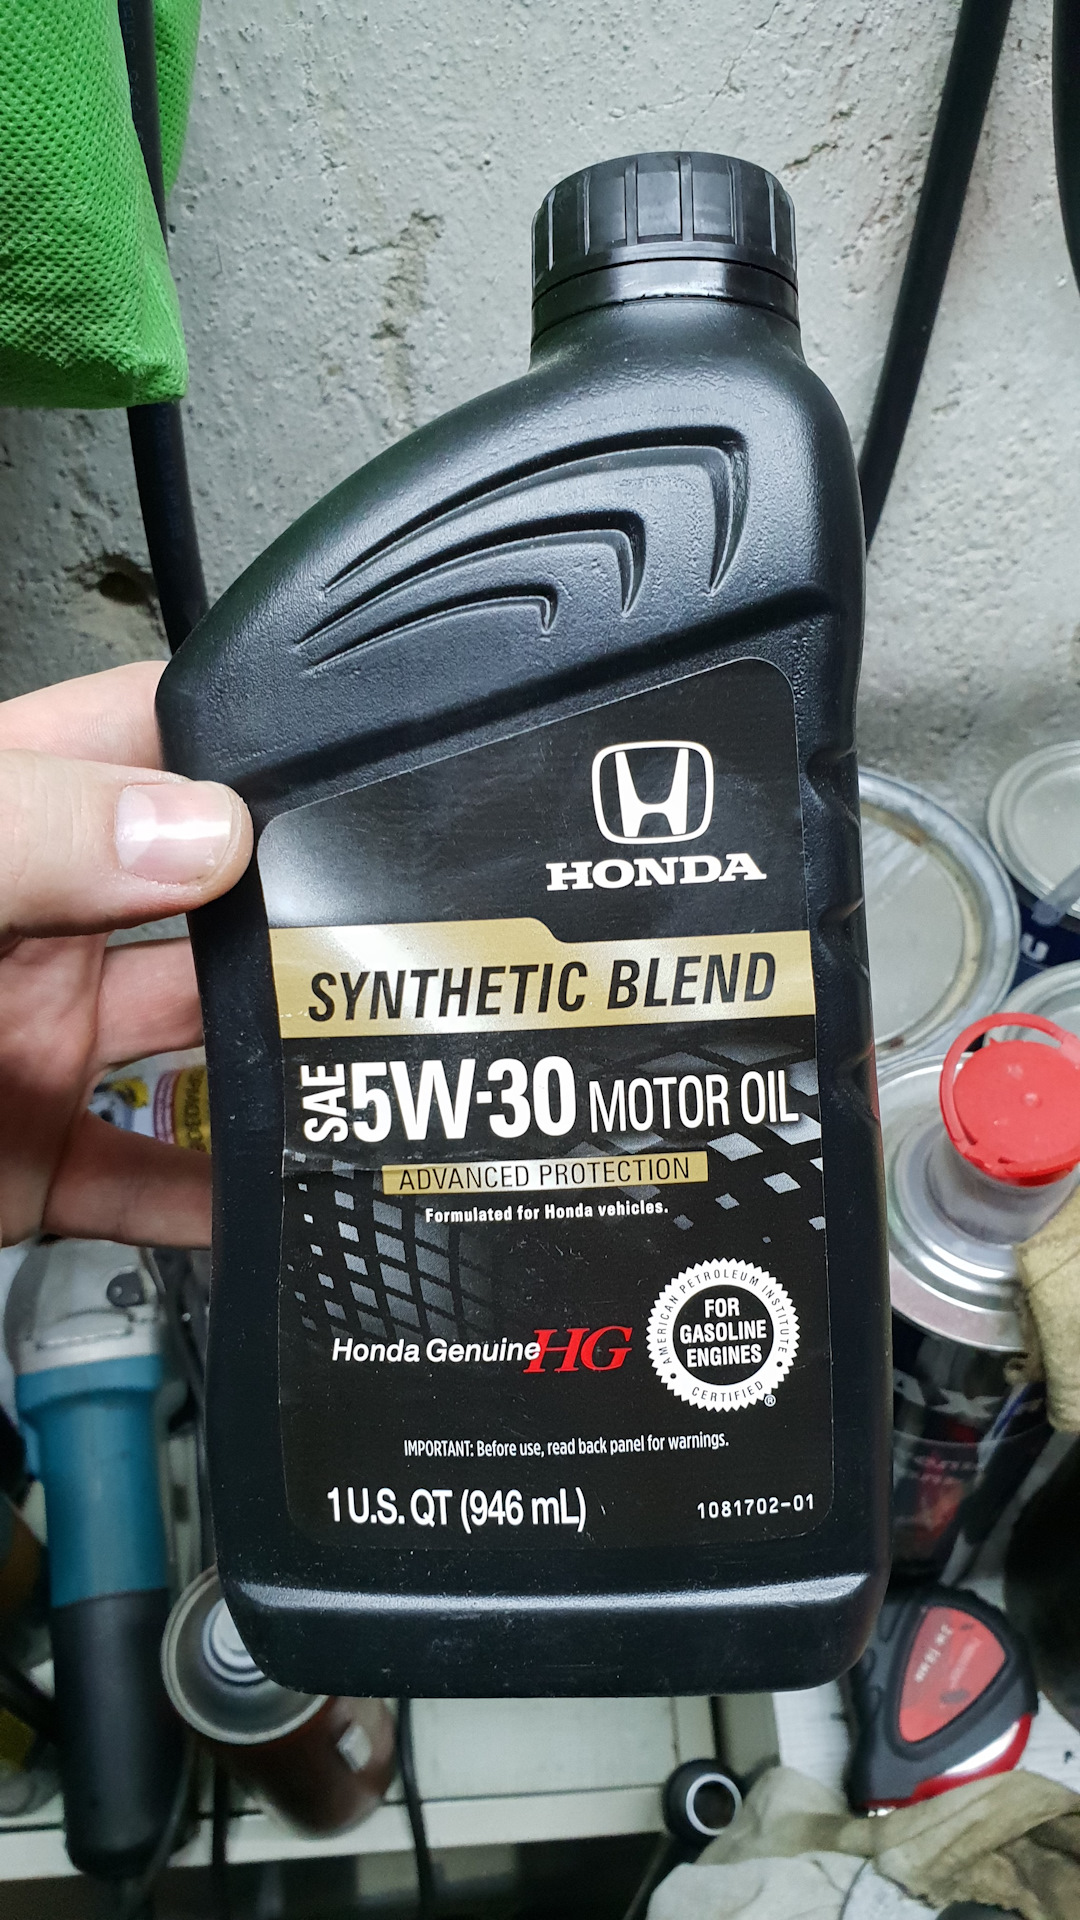 HONDA
SYNTHETIC BLEND
SAE 5W-30 MOTOR OIL
ADVANCED PROTECTION
Formulated for Honda vehicles.
Honda Genuine HG
AMERICAN PETROLEUM INSTITUTE
FOR
GASOLINE
ENGINES
CERTIFIED
®
IMPORTANT: Before use, read back panel for warnings.
1 U.S. QT (946 mL)
1081702-01